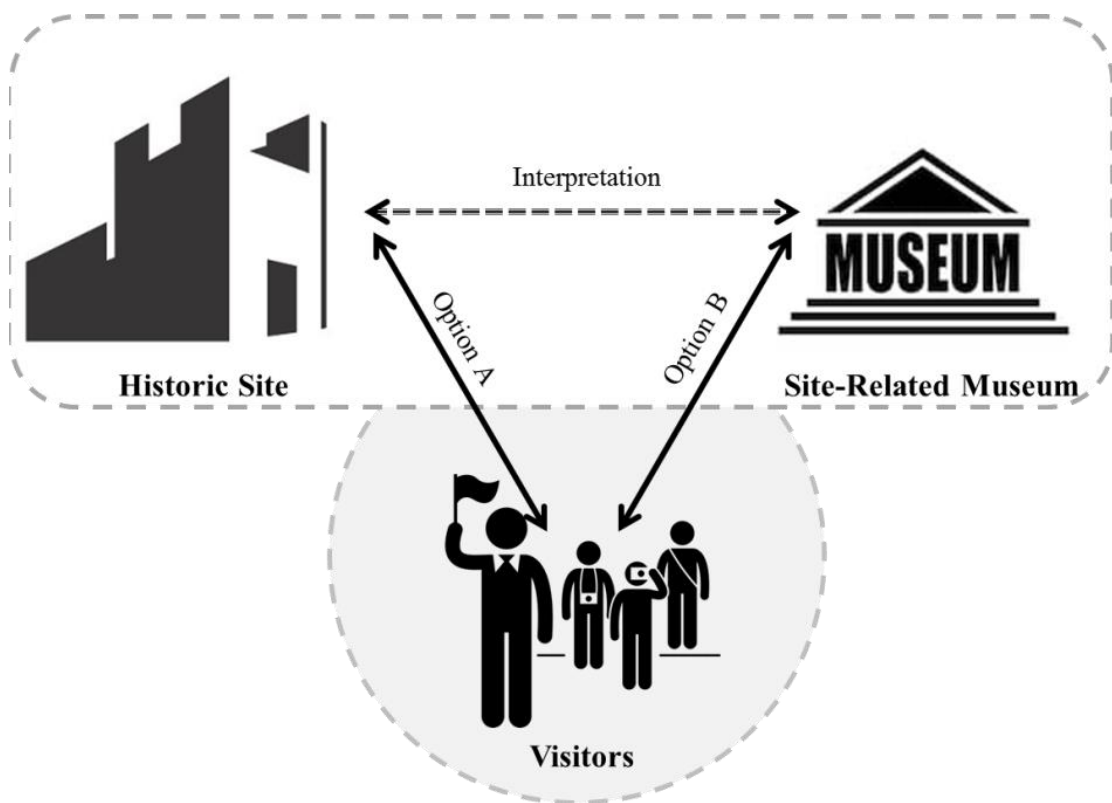 Interpretation
MUSEUM
Option A
Option B
Historic Site
Site-Related Museum
Visitors